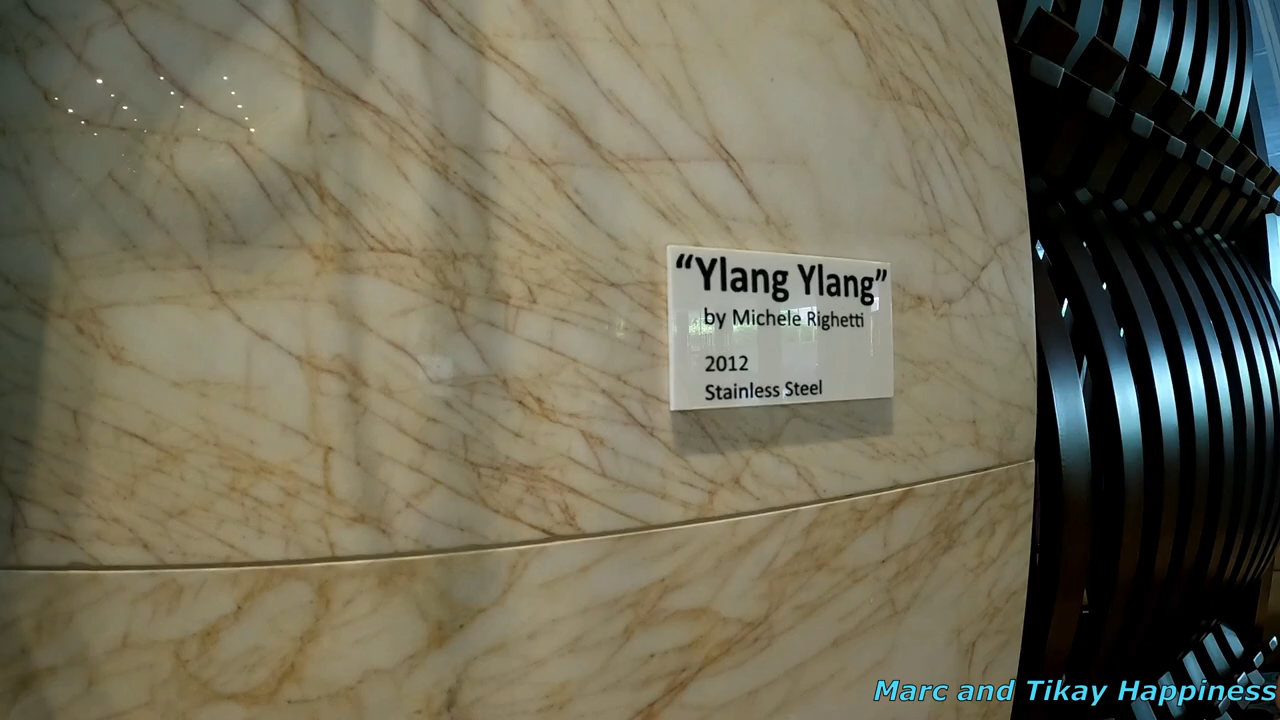 “Ylang Ylang”
by Michele Righetti
2012
Stainless Steel
Marc and Tikay Happiness